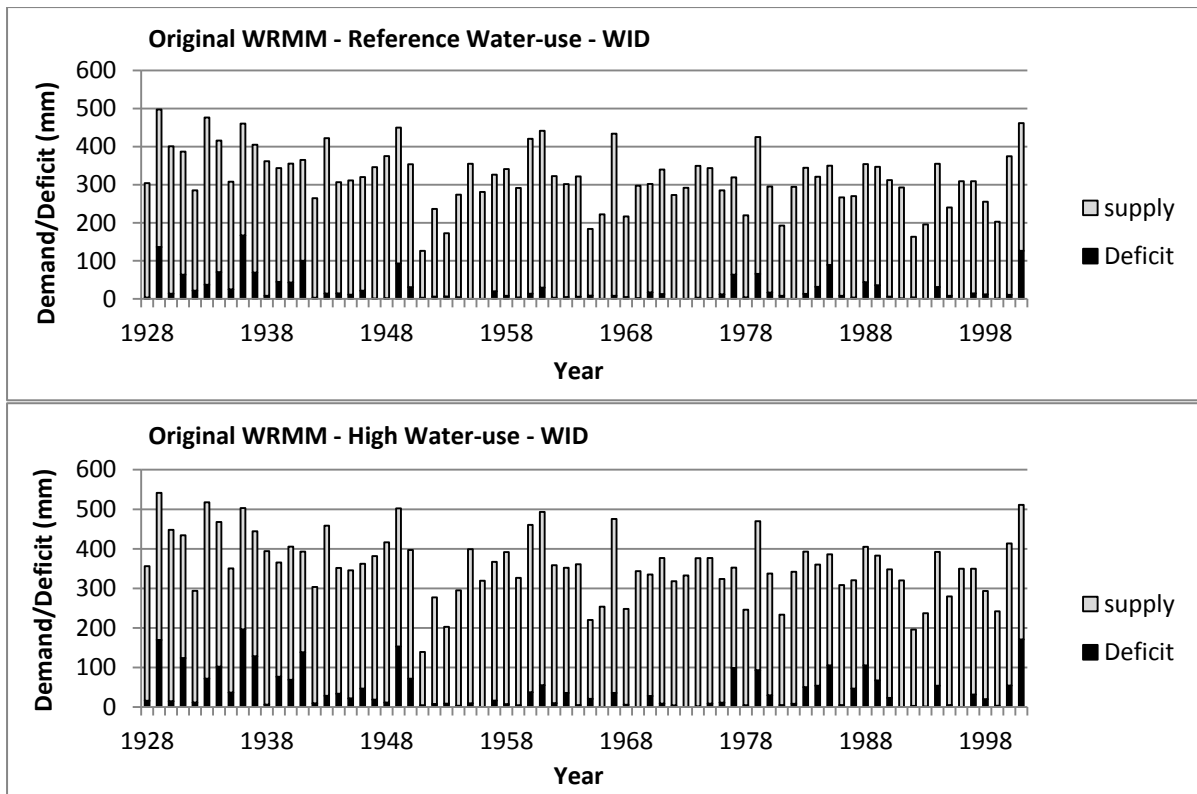 Original WRMM - Reference Water-use - WID
Demand/Deficit (mm)
600
500
400
300
200
100
0
1928 1938 1948 1958 1968 1978 1988 1998
Year
supply
Deficit
Original WRMM - High Water-use - WID
Demand/Deficit (mm)
600
500
400
300
200
100
0
1928 1938 1948 1958 1968 1978 1988 1998
Year
supply
Deficit